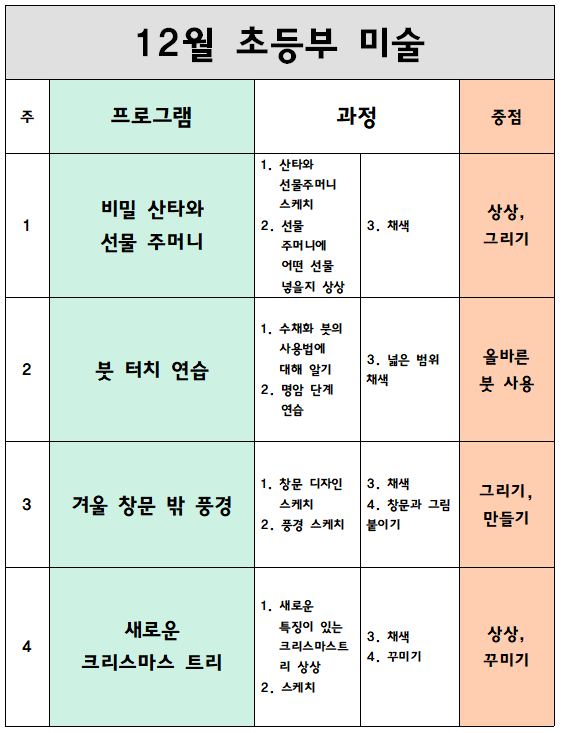 12월 초등부 미술
주
프로그램
과정
중점
1
비밀 산타와
선물 주머니
1. 산타와
선물주머니
스케치
2. 선물
주머니에
어떤 선물
넣을지 상상
3. 채색
상상,
그리기
2
붓 터치 연습
1. 수채화 붓의
사용법에
대해 알기
2. 명암 단계
연습
3. 넓은 범위
채색
올바른
붓 사용
3
겨울 창문 밖 풍경
1. 창문 디자인
스케치
2. 풍경 스케치
3. 채색
4. 창문과 그림
붙이기
그리기,
만들기
4
새로운
크리스마스 트리
1. 새로운
특징이 있는
크리스마스트
리 상상
2. 스케치
3. 채색
4. 꾸미기
상상,
꾸미기